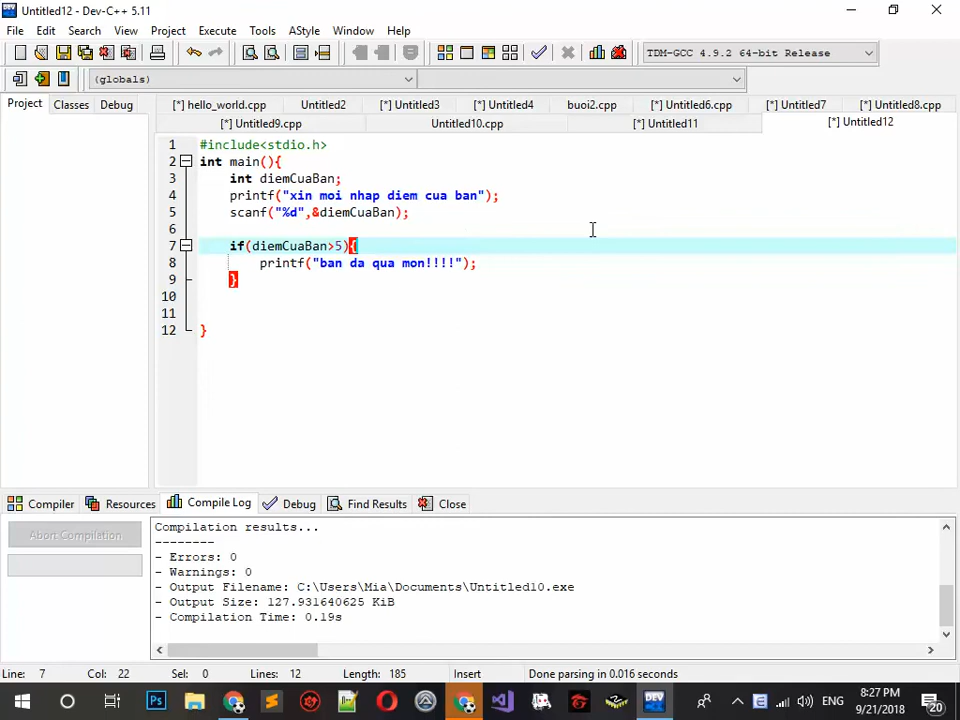 Untitled12 - Dev-C++ 5.11
File Edit Search View Project Execute Tools AStyle Window Help
TDM-GCC 4.9.2 64-bit Release
(globals)
Project Classes Debug
[*] hello_world.cpp Untitled2 [*] Untitled3 [*] Untitled4 buoi2.cpp [*] Untitled6.cpp [*] Untitled7 [*] Untitled8.cpp
[*] Untitled9.cpp Untitled10.cpp [*] Untitled11 [*] Untitled12
1 #include<stdio.h>
2 int main(){
3 int diemCuaBan;
4 printf("xin moi nhap diem cua ban");
5 scanf("%d",&diemCuaBan);
6
7 if(diemCuaBan>5){
8 printf("ban da qua mon!!!!");
9 }
10
11
12 }
Compiler Resources Compile Log Debug Find Results Close
Abort Compilation
Compilation results...
--------
- Errors: 0
- Warnings: 0
- Output Filename: C:\Users\Mia\Documents\Untitled10.exe
- Output Size: 127.931640625 KiB
- Compilation Time: 0.19s
Line: 7 Col: 22 Sel: 0 Lines: 12 Length: 185 Insert Done parsing in 0.016 seconds
Ps DEV ENG 8:27 PM
9/21/2018 20